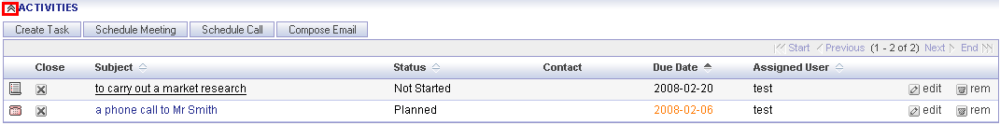 ACTIVITIES
Create Task Schedule Meeting Schedule Call Compose Email
Start Previous (1 - 2 of 2) Next End
Close Subject Status Contact Due Date Assigned User
to carry out a market research Not Started 2008-02-20 test edit rem
a phone call to Mr Smith Planned 2008-02-06 test edit rem